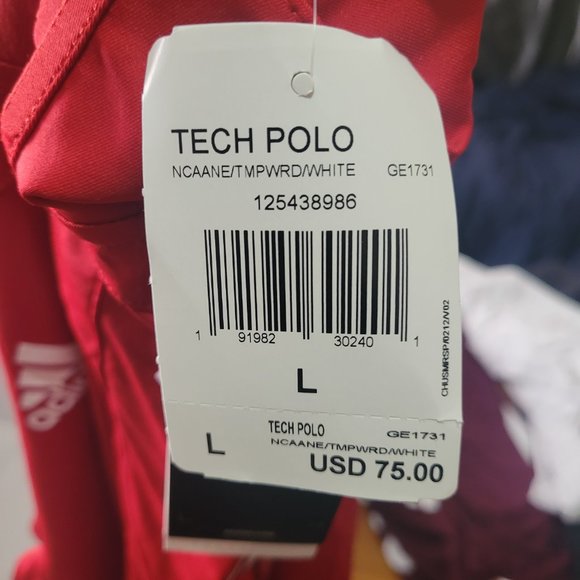 TECH POLO
NCAANE/TMPWRD/WHITE GE1731
125438986
1 91982 30240 1
L
CHUSMRSP/0212/V02
TECH POLO GE1731
L NCAANE/TMPWRD/WHITE
USD 75.00